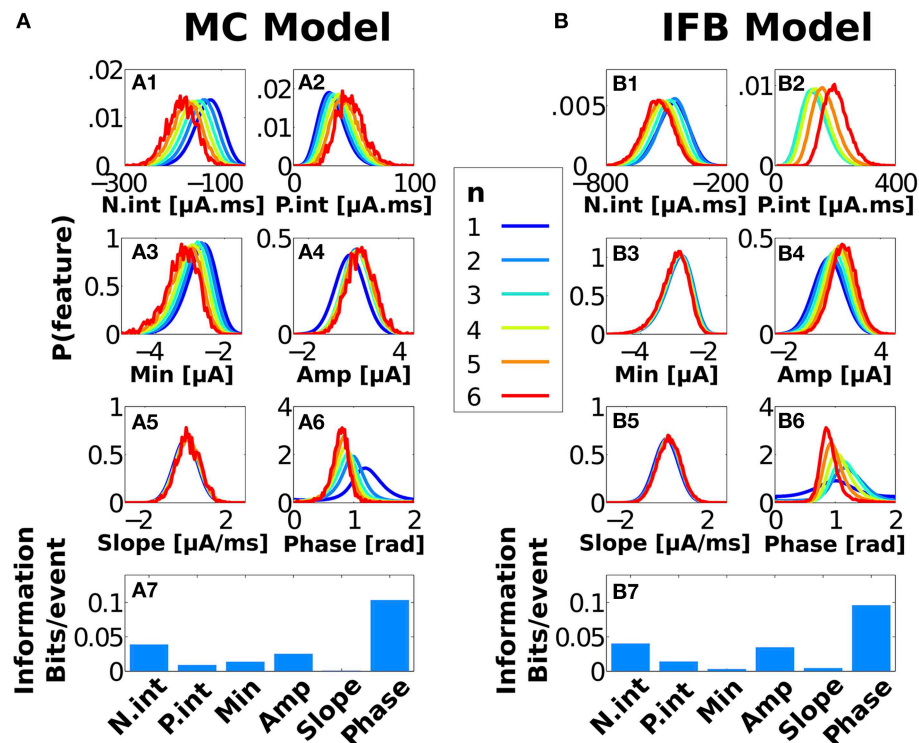 A
MC Model
B
IFB Model
A1
.02
.01
0
−300
−100
N.int [µA.ms]
A2
.02
.01
0
0
100
P.int [µA.ms]
B1
.005
0
−800
−200
N.int [µA.ms]
B2
.01
0
0
400
P.int [µA.ms]
P(feature)
A3
1
0.5
0
−4
−2
Min [µA]
A4
0.5
0
−2
4
Amp [µA]
n
1
2
3
4
5
6
B3
1
0.5
0
−4
−2
Min [µA]
B4
0.5
0
−2
4
Amp [µA]
A5
1
0.5
0
−2
2
Slope [µA/ms]
A6
4
2
0
0
1
2
Phase [rad]
B5
1
0.5
0
−2
2
Slope [µA/ms]
B6
4
2
0
0
1
2
Phase [rad]
Information
Bits/event
A7
0.1
0.05
0
N.int
P.int
Min
Amp
Slope
Phase
Information
Bits/event
B7
0.1
0.05
0
N.int
P.int
Min
Amp
Slope
Phase